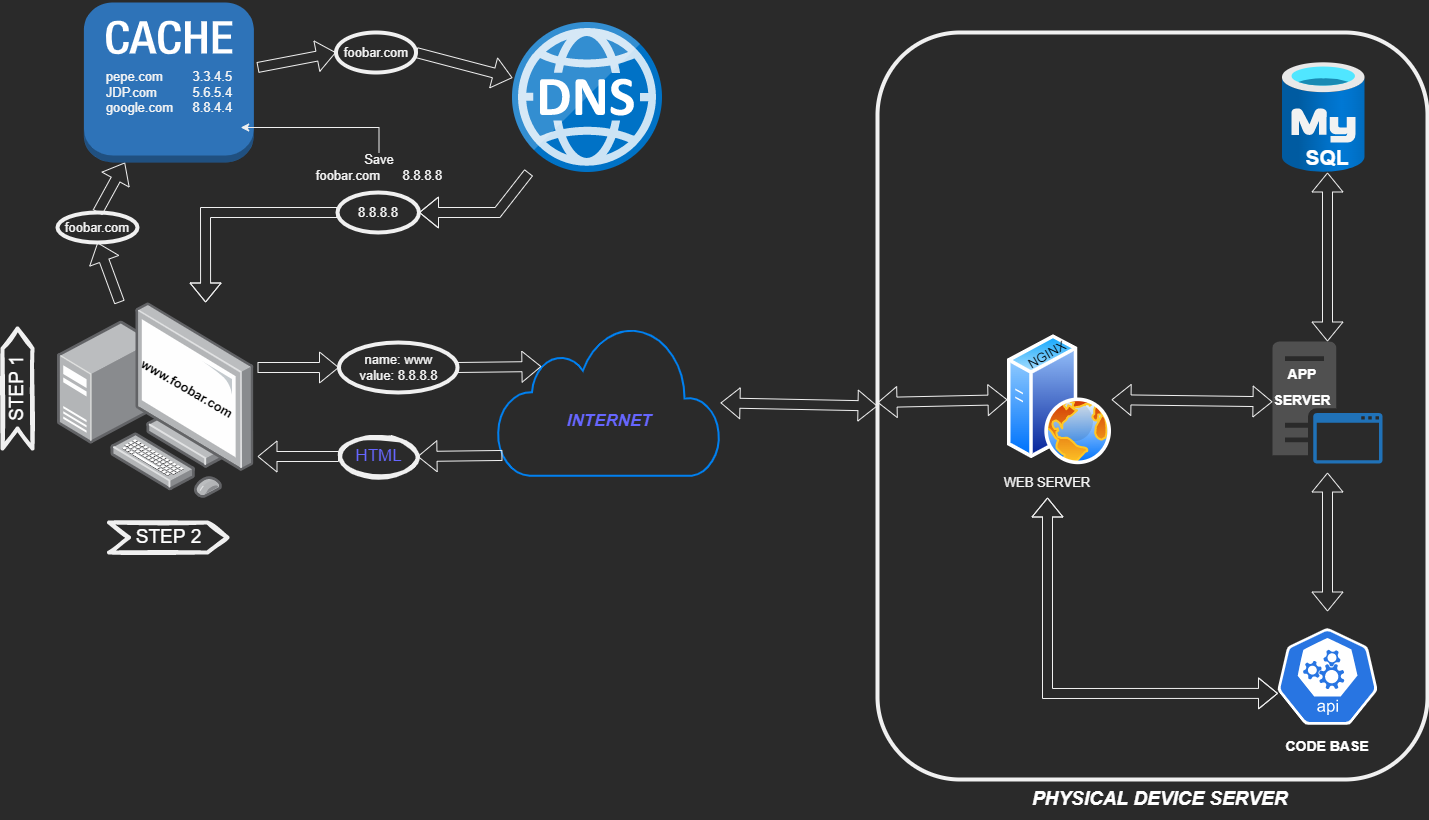 CACHE
pepe.com 3.3.4.5
JDP.com 5.6.5.4
google.com 8.8.4.4
foobar.com
DNS
Save
foobar.com 8.8.8.8
8.8.8.8
foobar.com
STEP 1
www.foobar.com
name: www
value: 8.8.8.8
HTML
INTERNET
STEP 2
My
SQL
NGINX
WEB SERVER
APP
SERVER
api
CODE BASE
PHYSICAL DEVICE SERVER